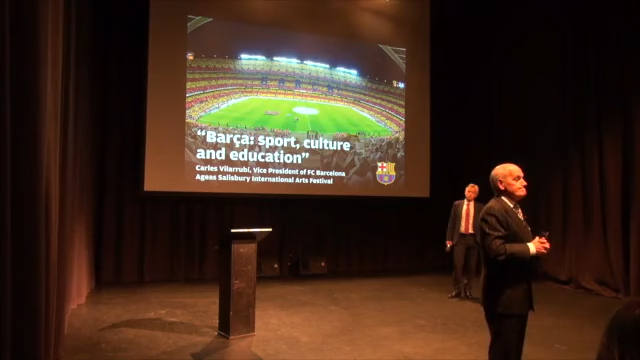 “Barça: sport, culture
and education”
Carles Vilarrubí, Vice President of FC Barcelona
Ageas Salisbury International Arts Festival